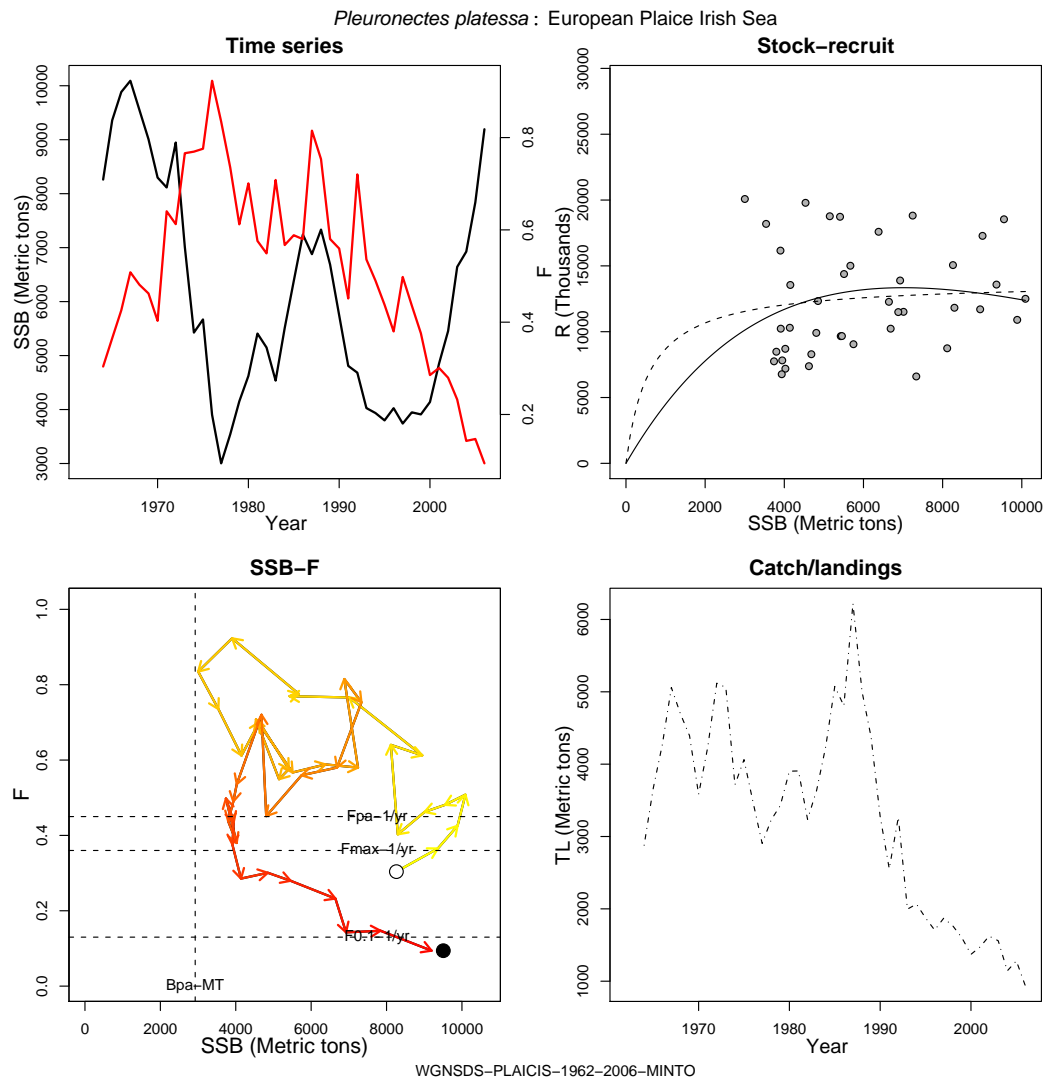 Pleuronectes platessa : European Plaice Irish Sea
Time series
SSB (Metric tons)
3000 4000 5000 6000 7000 8000 9000 10000
0.2 0.4 0.6 0.8
F
1970 1980 1990 2000
Year
Stock−recruit
R (Thousands)
0 5000 10000 15000 20000 25000 30000
0 2000 4000 6000 8000 10000
SSB (Metric tons)
SSB−F
F
0.0 0.2 0.4 0.6 0.8 1.0
Fpa−1/yr
Fmax−1/yr
F0.1−1/yr
Bpa−MT
0 2000 4000 6000 8000 10000
SSB (Metric tons)
Catch/landings
TL (Metric tons)
1000 2000 3000 4000 5000 6000
1970 1980 1990 2000
Year
WGNSDS−PLAICIS−1962−2006−MINTO